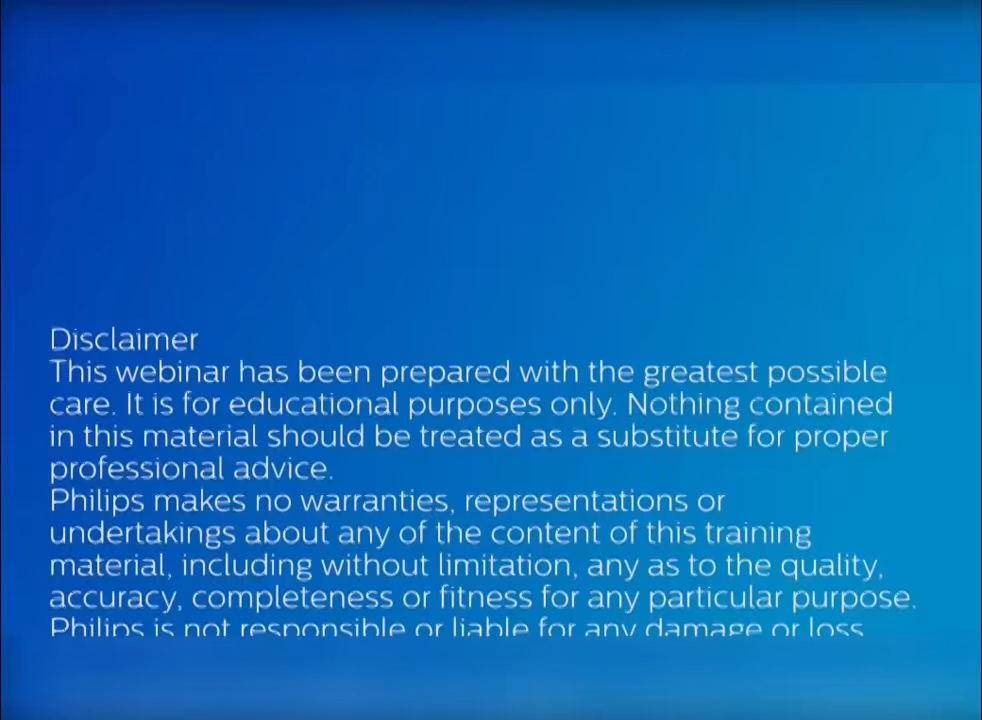 Disclaimer
This webinar has been prepared with the greatest possible
care. It is for educational purposes only. Nothing contained
in this material should be treated as a substitute for proper
professional advice.
Philips makes no warranties, representations or
undertakings about any of the content of this training
material, including without limitation, any as to the quality,
accuracy, completeness or fitness for any particular purpose.
Philips is not responsible or liable for any damage or loss